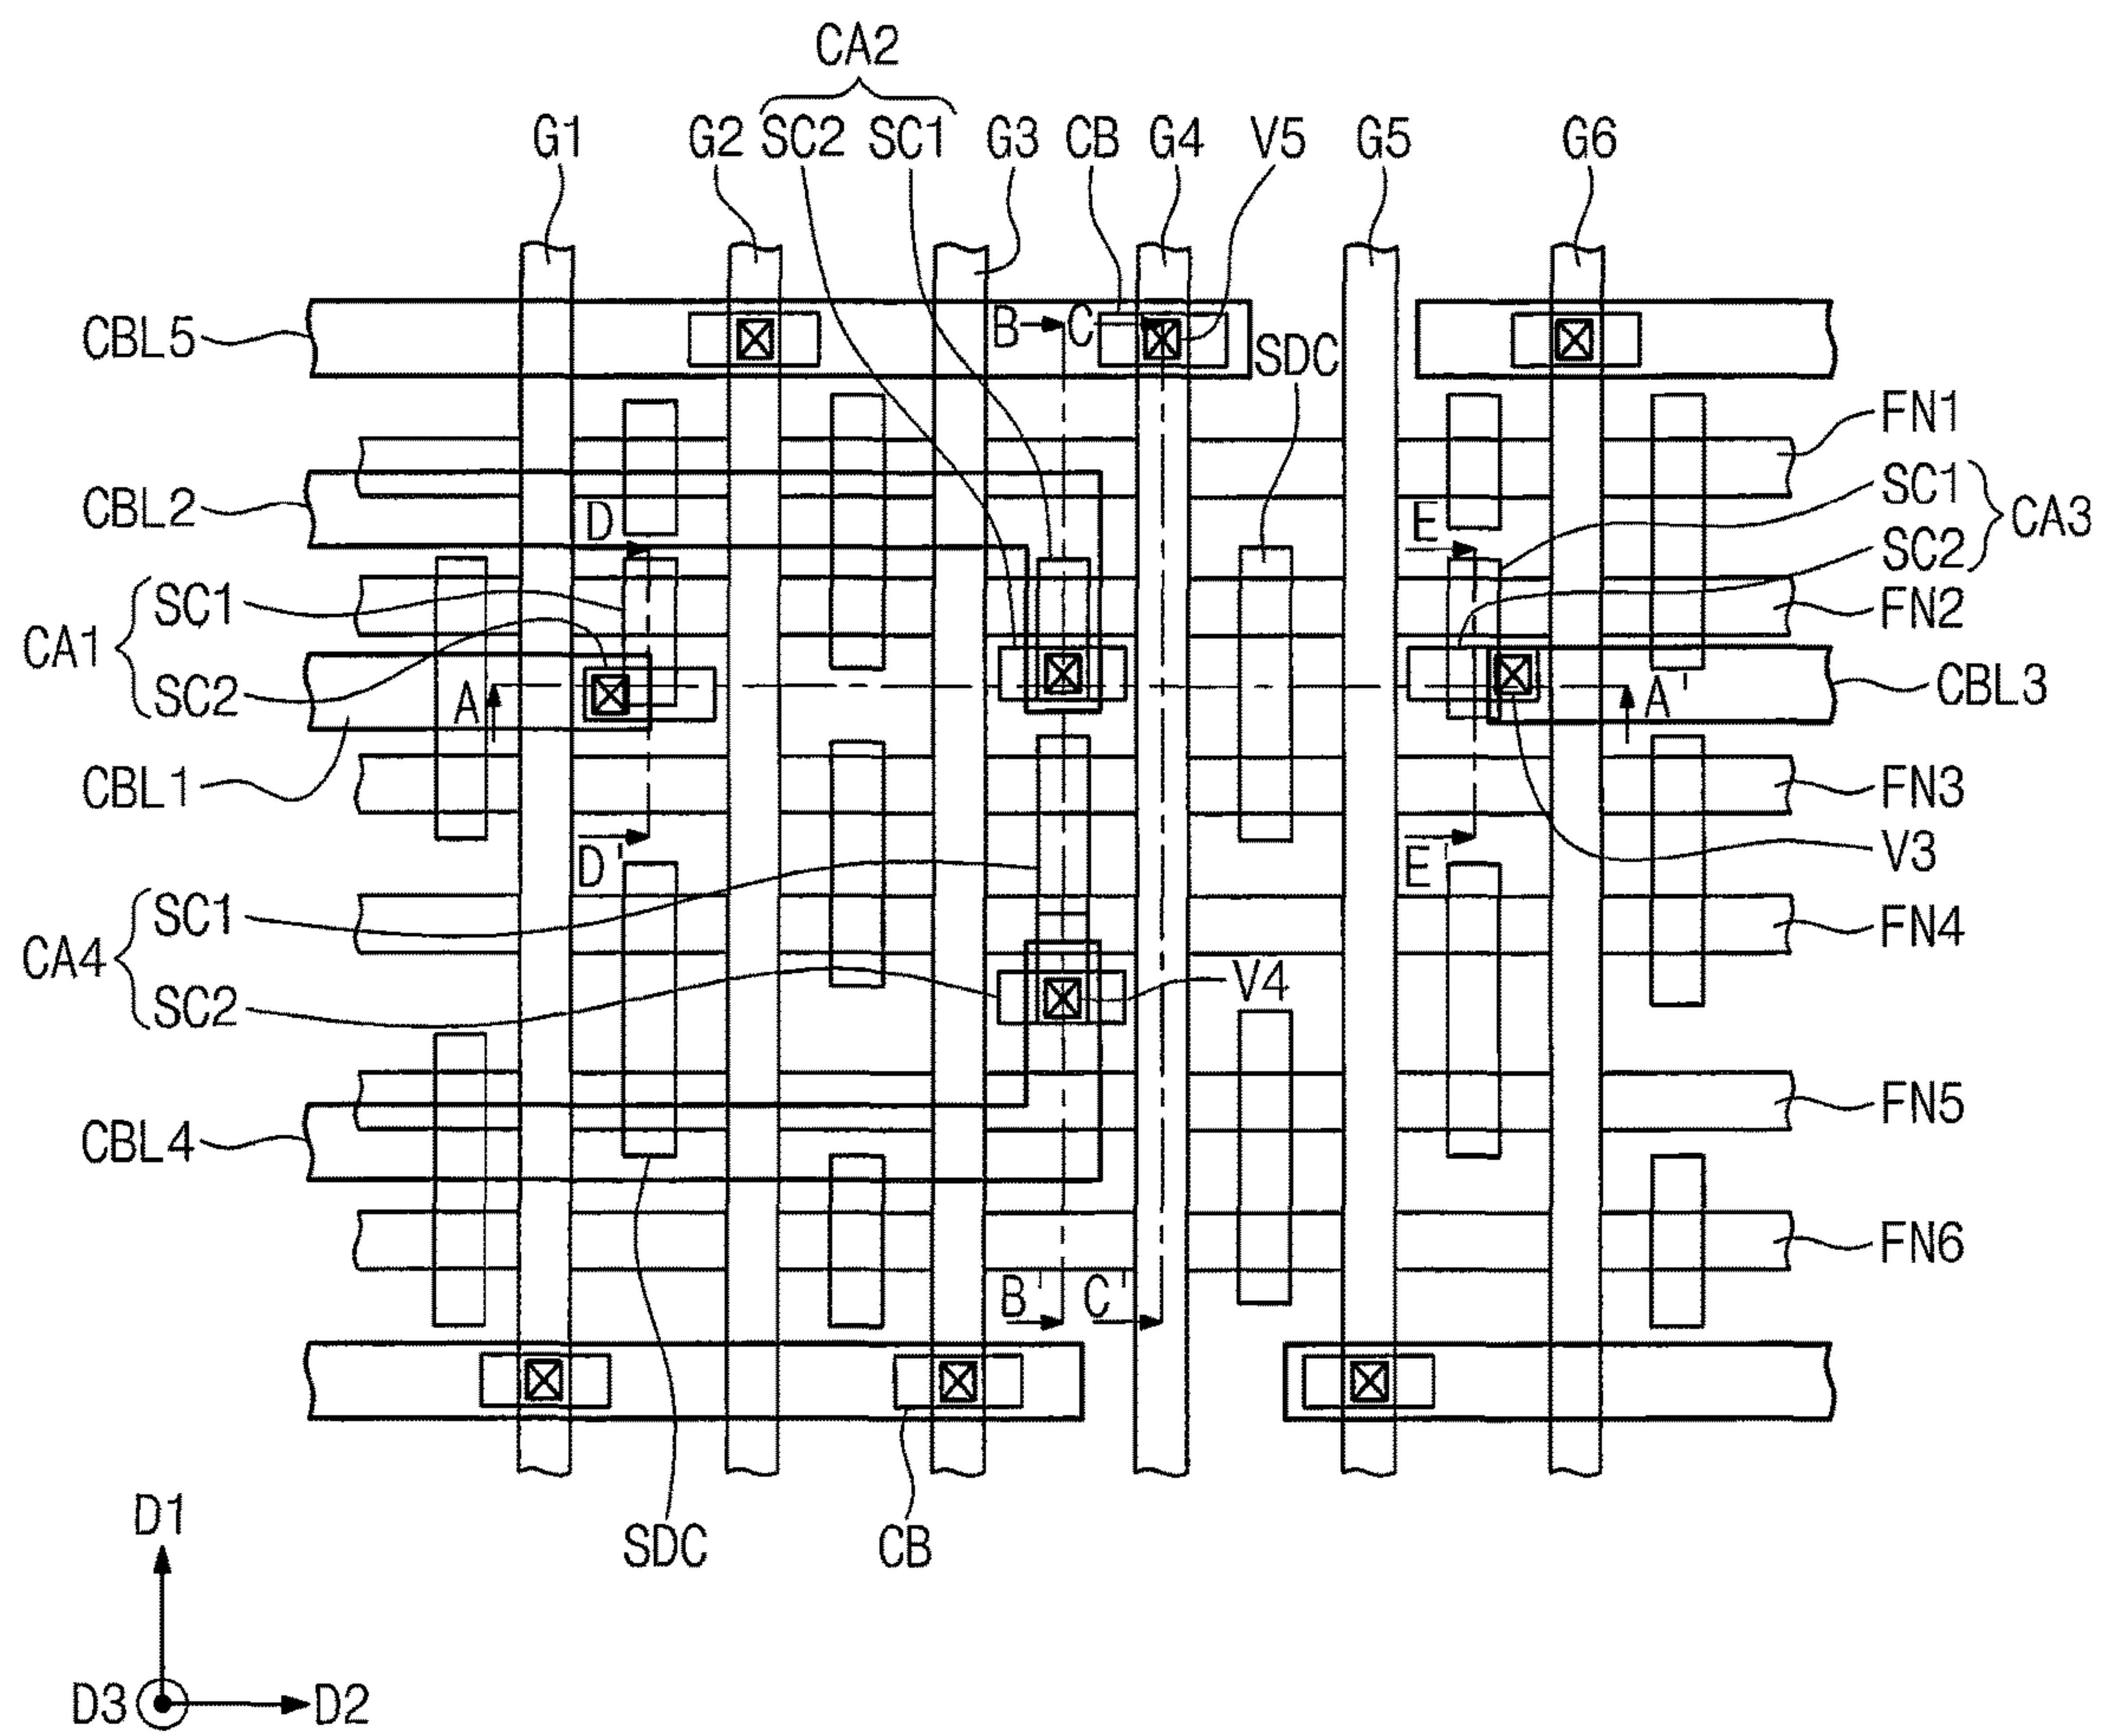 CA2
G1 G2 SC2 SC1 G3 CB G4 V5 G5 G6
CBL5 B C SDC
FN1
CBL2 D E SC1 CA3
SC2
CA1 SC1 FN2
SC2 A A' CBL3
CBL1 FN3
D' E' V3
SC1
CA4 FN4
SC2 V4
CBL4 FN5
FN6
B' C'
D1 SDC CB
D3 D2